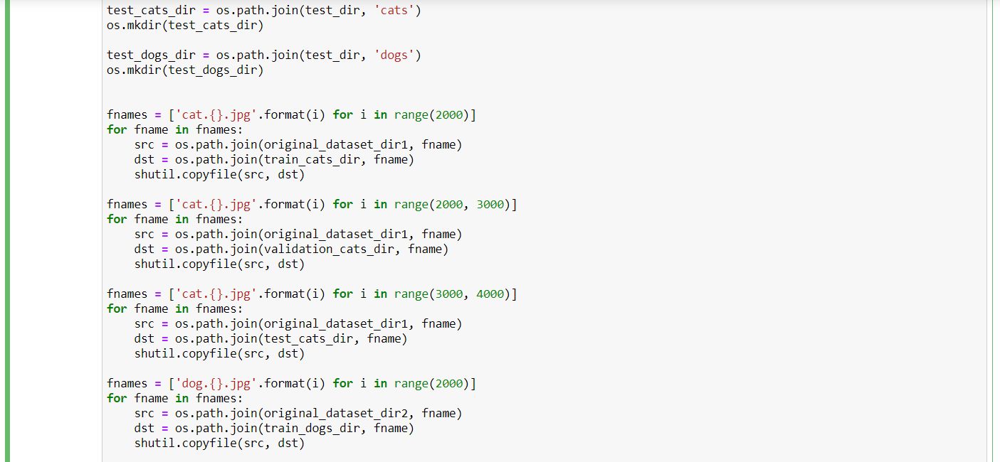 test_cats_dir = os.path.join(test_dir, 'cats')
os.mkdir(test_cats_dir)

test_dogs_dir = os.path.join(test_dir, 'dogs')
os.mkdir(test_dogs_dir)


fnames = ['cat.{}.jpg'.format(i) for i in range(2000)]
for fname in fnames:
    src = os.path.join(original_dataset_dir1, fname)
    dst = os.path.join(train_cats_dir, fname)
    shutil.copyfile(src, dst)

fnames = ['cat.{}.jpg'.format(i) for i in range(2000, 3000)]
for fname in fnames:
    src = os.path.join(original_dataset_dir1, fname)
    dst = os.path.join(validation_cats_dir, fname)
    shutil.copyfile(src, dst)

fnames = ['cat.{}.jpg'.format(i) for i in range(3000, 4000)]
for fname in fnames:
    src = os.path.join(original_dataset_dir1, fname)
    dst = os.path.join(test_cats_dir, fname)
    shutil.copyfile(src, dst)

fnames = ['dog.{}.jpg'.format(i) for i in range(2000)]
for fname in fnames:
    src = os.path.join(original_dataset_dir2, fname)
    dst = os.path.join(train_dogs_dir, fname)
    shutil.copyfile(src, dst)